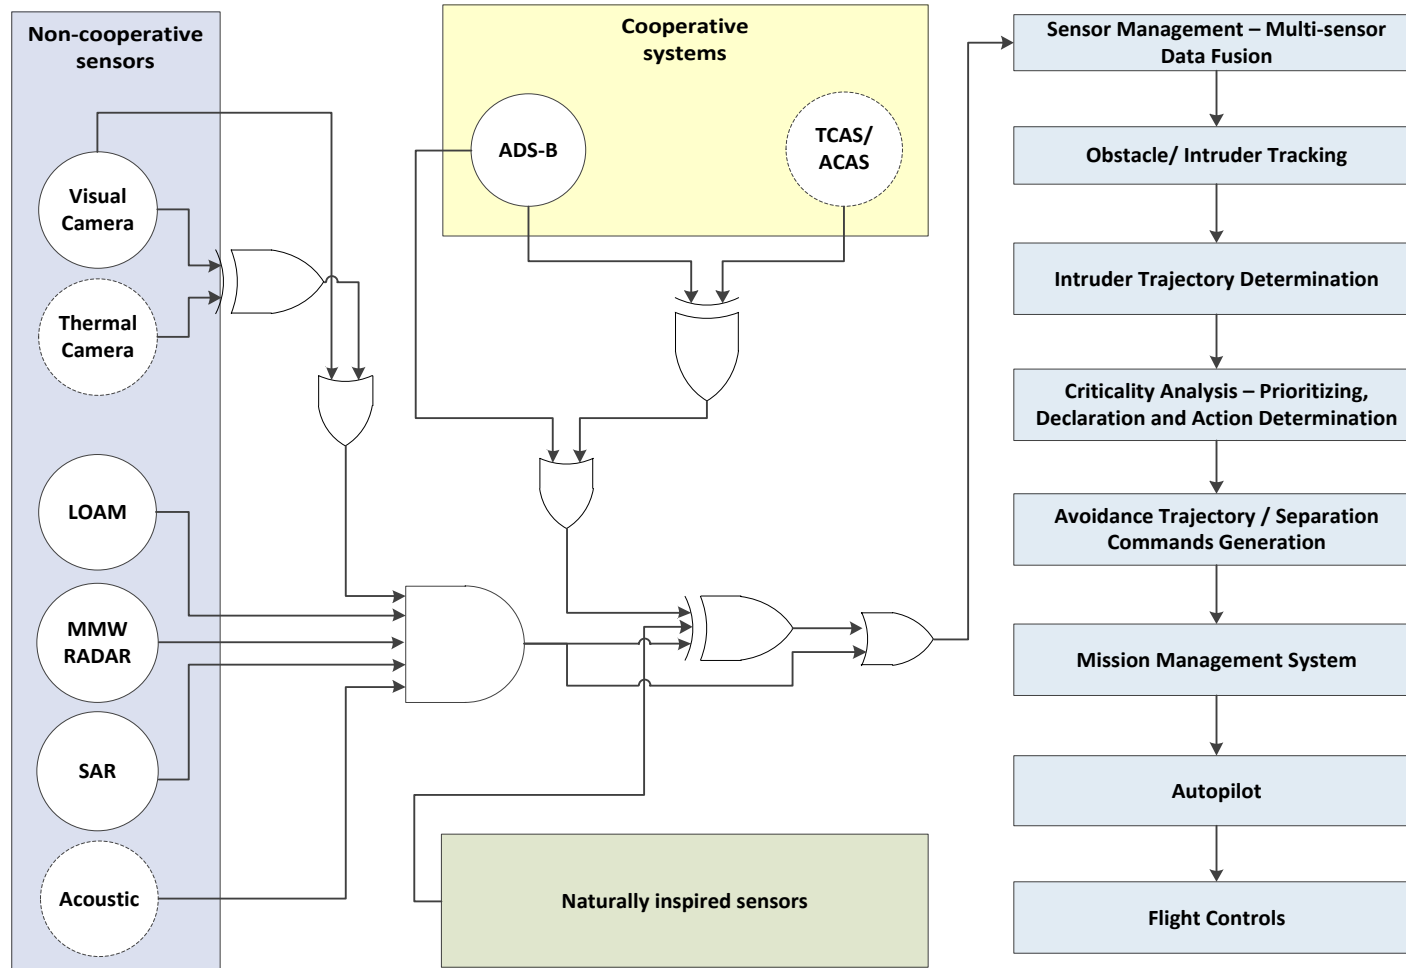 Non-cooperative
sensors
Visual
Camera
Thermal
Camera
LOAM
MMW
RADAR
SAR
Acoustic
Cooperative
systems
ADS-B
TCAS/
ACAS
Naturally inspired sensors
Sensor Management – Multi-sensor
Data Fusion
Obstacle/ Intruder Tracking
Intruder Trajectory Determination
Criticality Analysis – Prioritizing,
Declaration and Action Determination
Avoidance Trajectory / Separation
Commands Generation
Mission Management System
Autopilot
Flight Controls